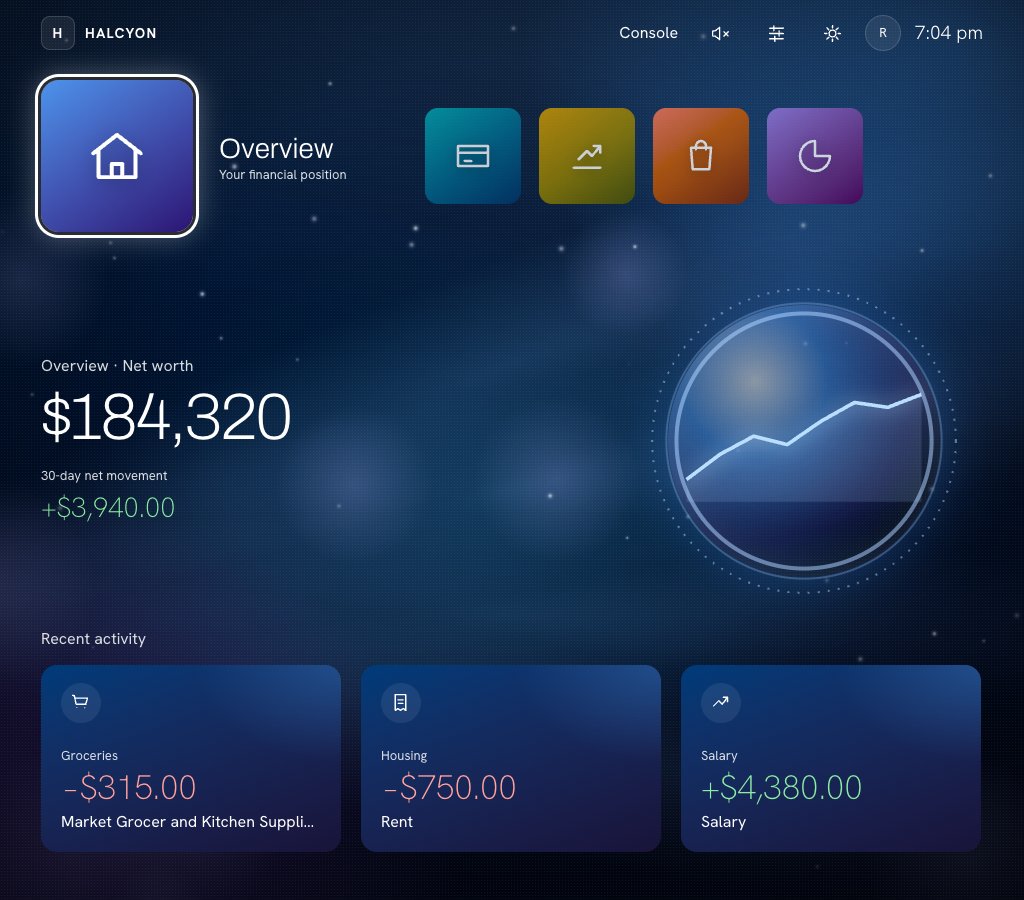 H HALCYON
Console
R
7:04 pm
Overview
Your financial position
Overview · Net worth
$184,320
30-day net movement
+$3,940.00
Recent activity
Groceries
−$315.00
Market Grocer and Kitchen Suppli...
Housing
−$750.00
Rent
Salary
+$4,380.00
Salary